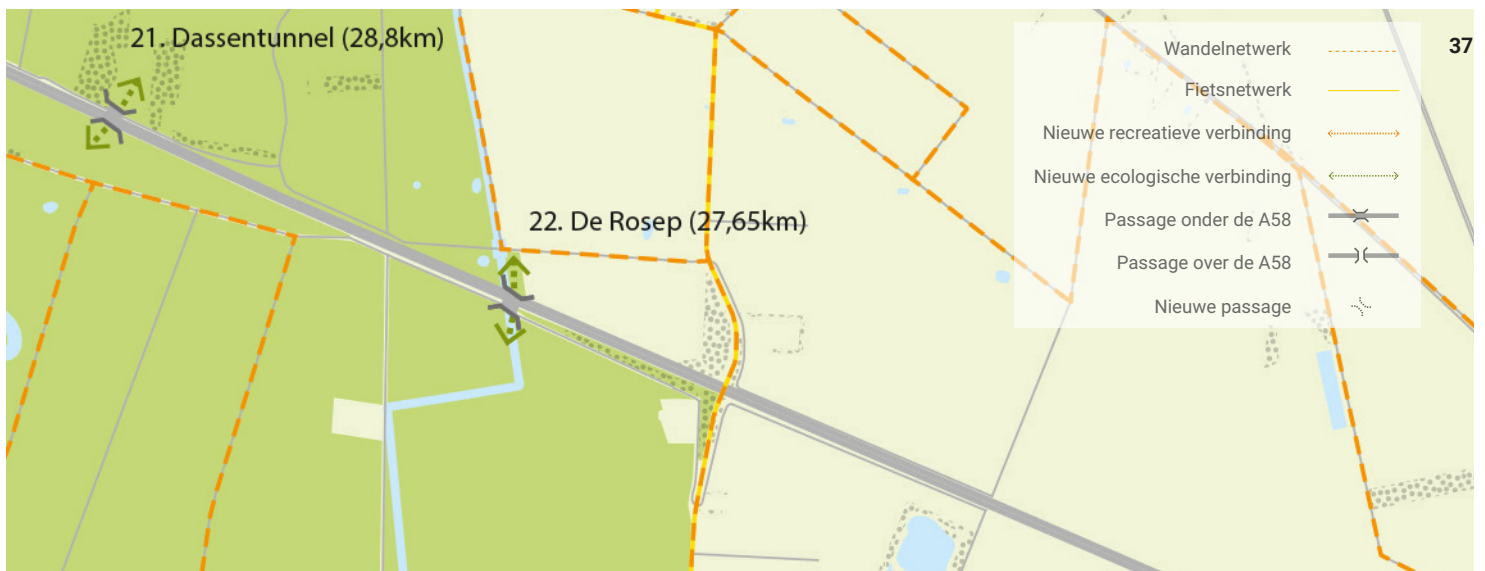 21. Dassentunnel (28,8km)
22. De Rosep (27,65km)
Wandelnetwerk
Fietsnetwerk
Nieuwe recreatieve verbinding
Nieuwe ecologische verbinding
Passage onder de A58
Passage over de A58
Nieuwe passage
37